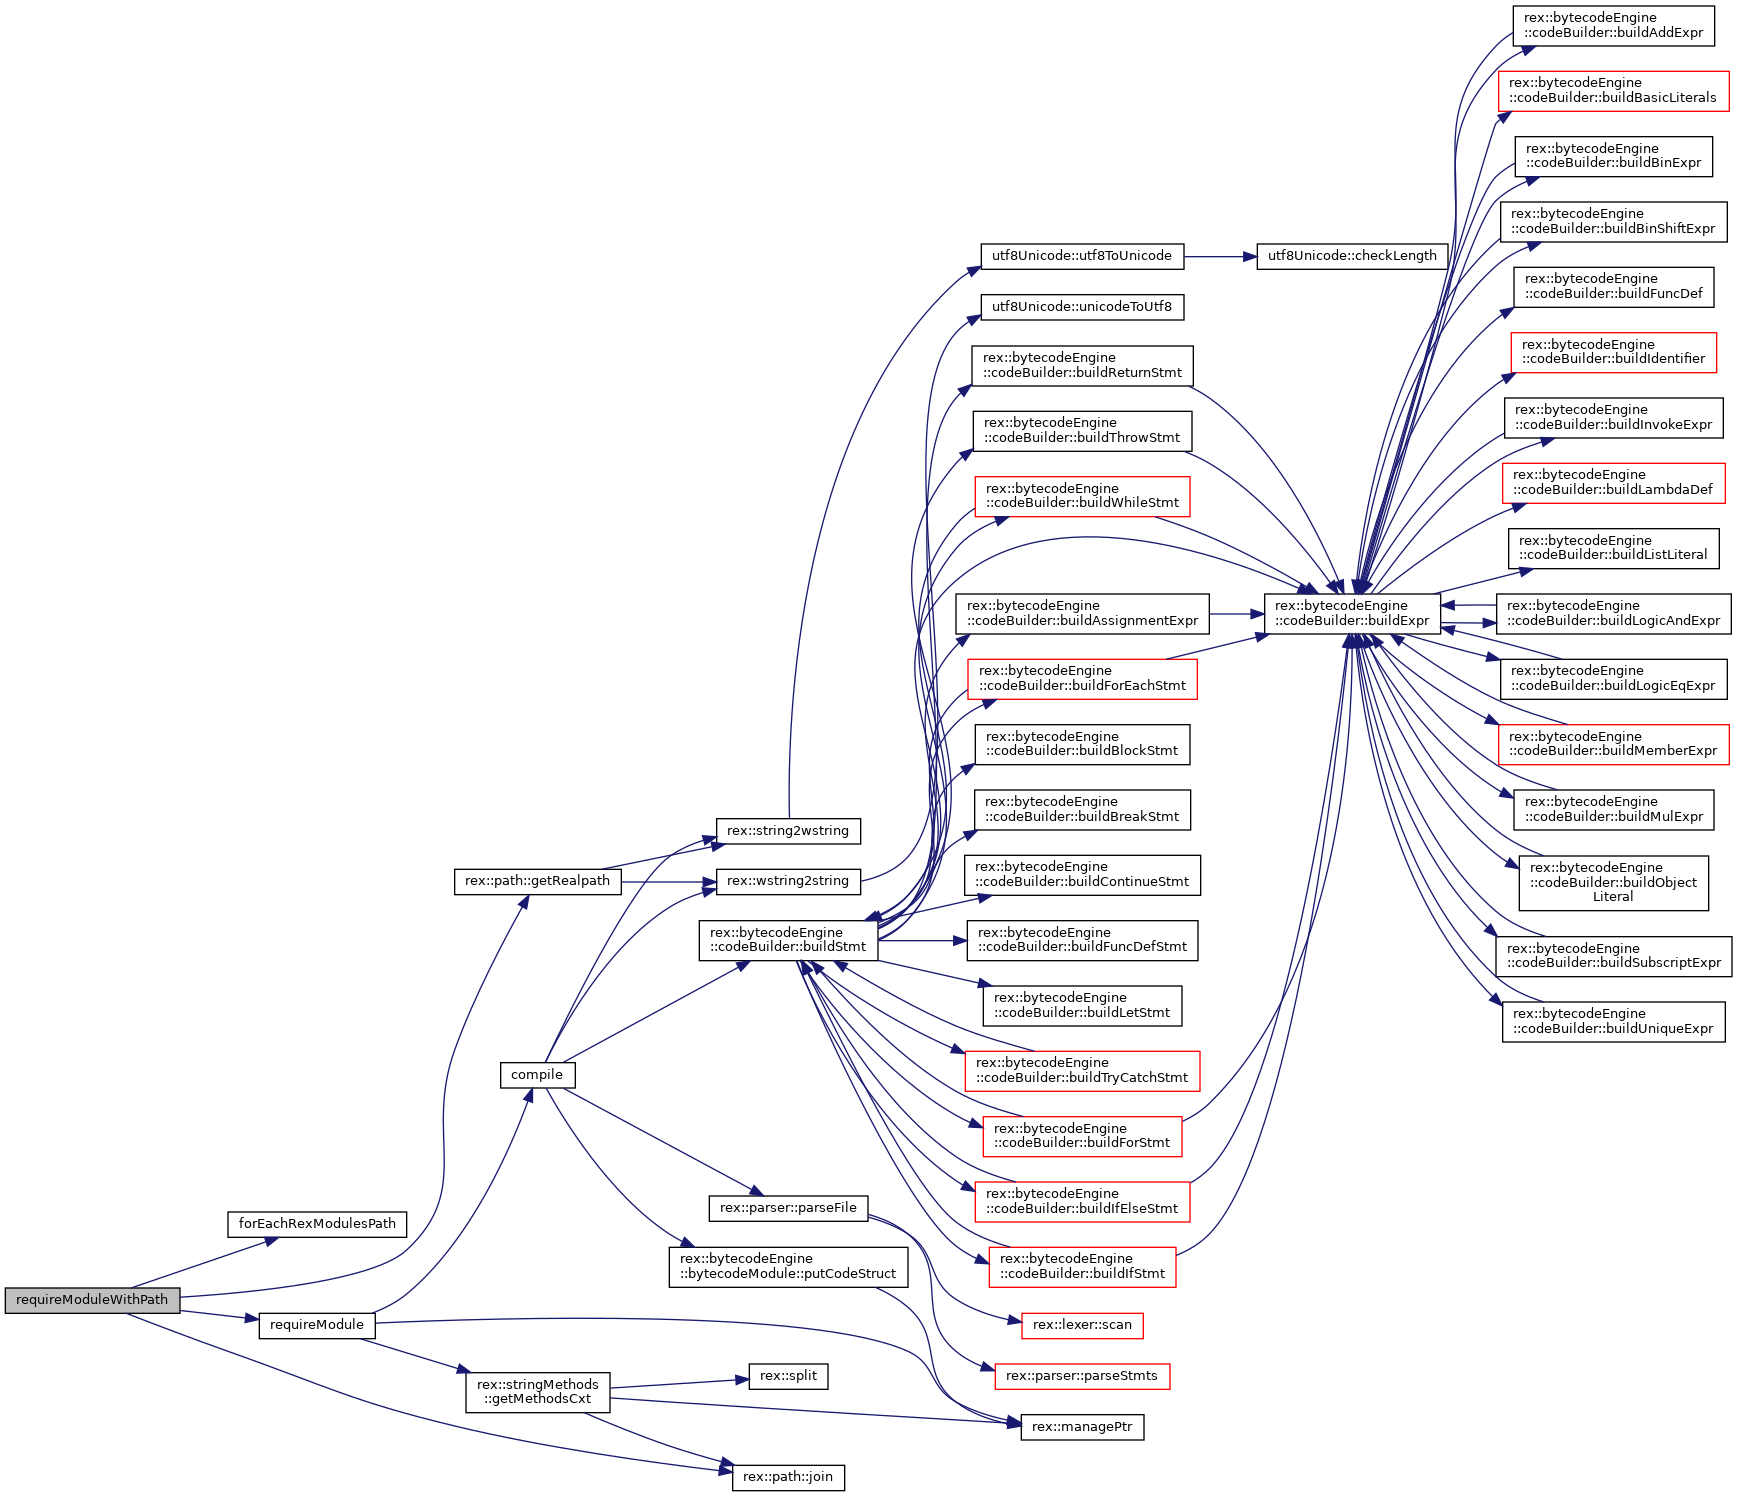 requireModuleWithPath
forEachRexModulesPath
requireModule
rex::path::getRealpath
compile
rex::stringMethods
::getMethodsCxt
rex::string2wstring
rex::wstring2string
rex::bytecodeEngine
::codeBuilder::buildStmt
rex::parser::parseFile
rex::bytecodeEngine
::bytecodeModule::putCodeStruct
rex::split
rex::path::join
utf8Unicode::utf8ToUnicode
utf8Unicode::unicodeToUtf8
rex::bytecodeEngine
::codeBuilder::buildReturnStmt
rex::bytecodeEngine
::codeBuilder::buildThrowStmt
rex::bytecodeEngine
::codeBuilder::buildWhileStmt
rex::bytecodeEngine
::codeBuilder::buildAssignmentExpr
rex::bytecodeEngine
::codeBuilder::buildForEachStmt
rex::bytecodeEngine
::codeBuilder::buildBlockStmt
rex::bytecodeEngine
::codeBuilder::buildBreakStmt
rex::bytecodeEngine
::codeBuilder::buildContinueStmt
rex::bytecodeEngine
::codeBuilder::buildFuncDefStmt
rex::bytecodeEngine
::codeBuilder::buildLetStmt
rex::bytecodeEngine
::codeBuilder::buildTryCatchStmt
rex::bytecodeEngine
::codeBuilder::buildForStmt
rex::bytecodeEngine
::codeBuilder::buildIfElseStmt
rex::bytecodeEngine
::codeBuilder::buildIfStmt
rex::lexer::scan
rex::parser::parseStmts
rex::managePtr
utf8Unicode::checkLength
rex::bytecodeEngine
::codeBuilder::buildExpr
rex::bytecodeEngine
::codeBuilder::buildAddExpr
rex::bytecodeEngine
::codeBuilder::buildBasicLiterals
rex::bytecodeEngine
::codeBuilder::buildBinExpr
rex::bytecodeEngine
::codeBuilder::buildBinShiftExpr
rex::bytecodeEngine
::codeBuilder::buildFuncDef
rex::bytecodeEngine
::codeBuilder::buildIdentifier
rex::bytecodeEngine
::codeBuilder::buildInvokeExpr
rex::bytecodeEngine
::codeBuilder::buildLambdaDef
rex::bytecodeEngine
::codeBuilder::buildListLiteral
rex::bytecodeEngine
::codeBuilder::buildLogicAndExpr
rex::bytecodeEngine
::codeBuilder::buildLogicEqExpr
rex::bytecodeEngine
::codeBuilder::buildMemberExpr
rex::bytecodeEngine
::codeBuilder::buildMulExpr
rex::bytecodeEngine
::codeBuilder::buildObject
Literal
rex::bytecodeEngine
::codeBuilder::buildSubscriptExpr
rex::bytecodeEngine
::codeBuilder::buildUniqueExpr